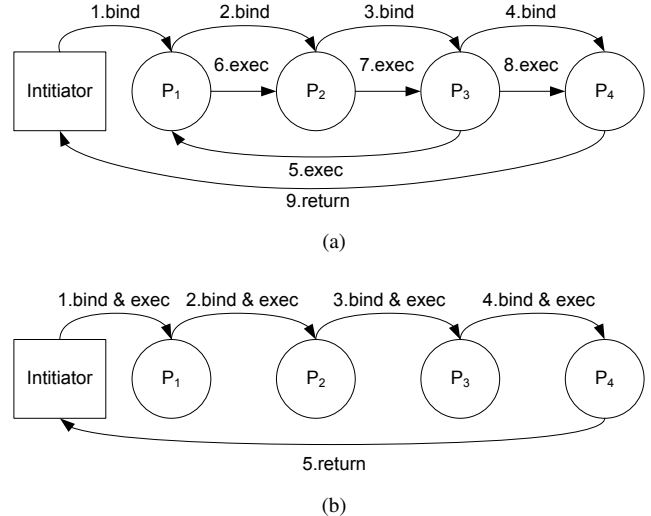 1.bind 2.bind 3.bind 4.bind
6.exec 7.exec 8.exec
Intitiator P1 P2 P3 P4
5.exec
9.return
(a)
1.bind & exec 2.bind & exec 3.bind & exec 4.bind & exec
Intitiator P1 P2 P3 P4
5.return
(b)